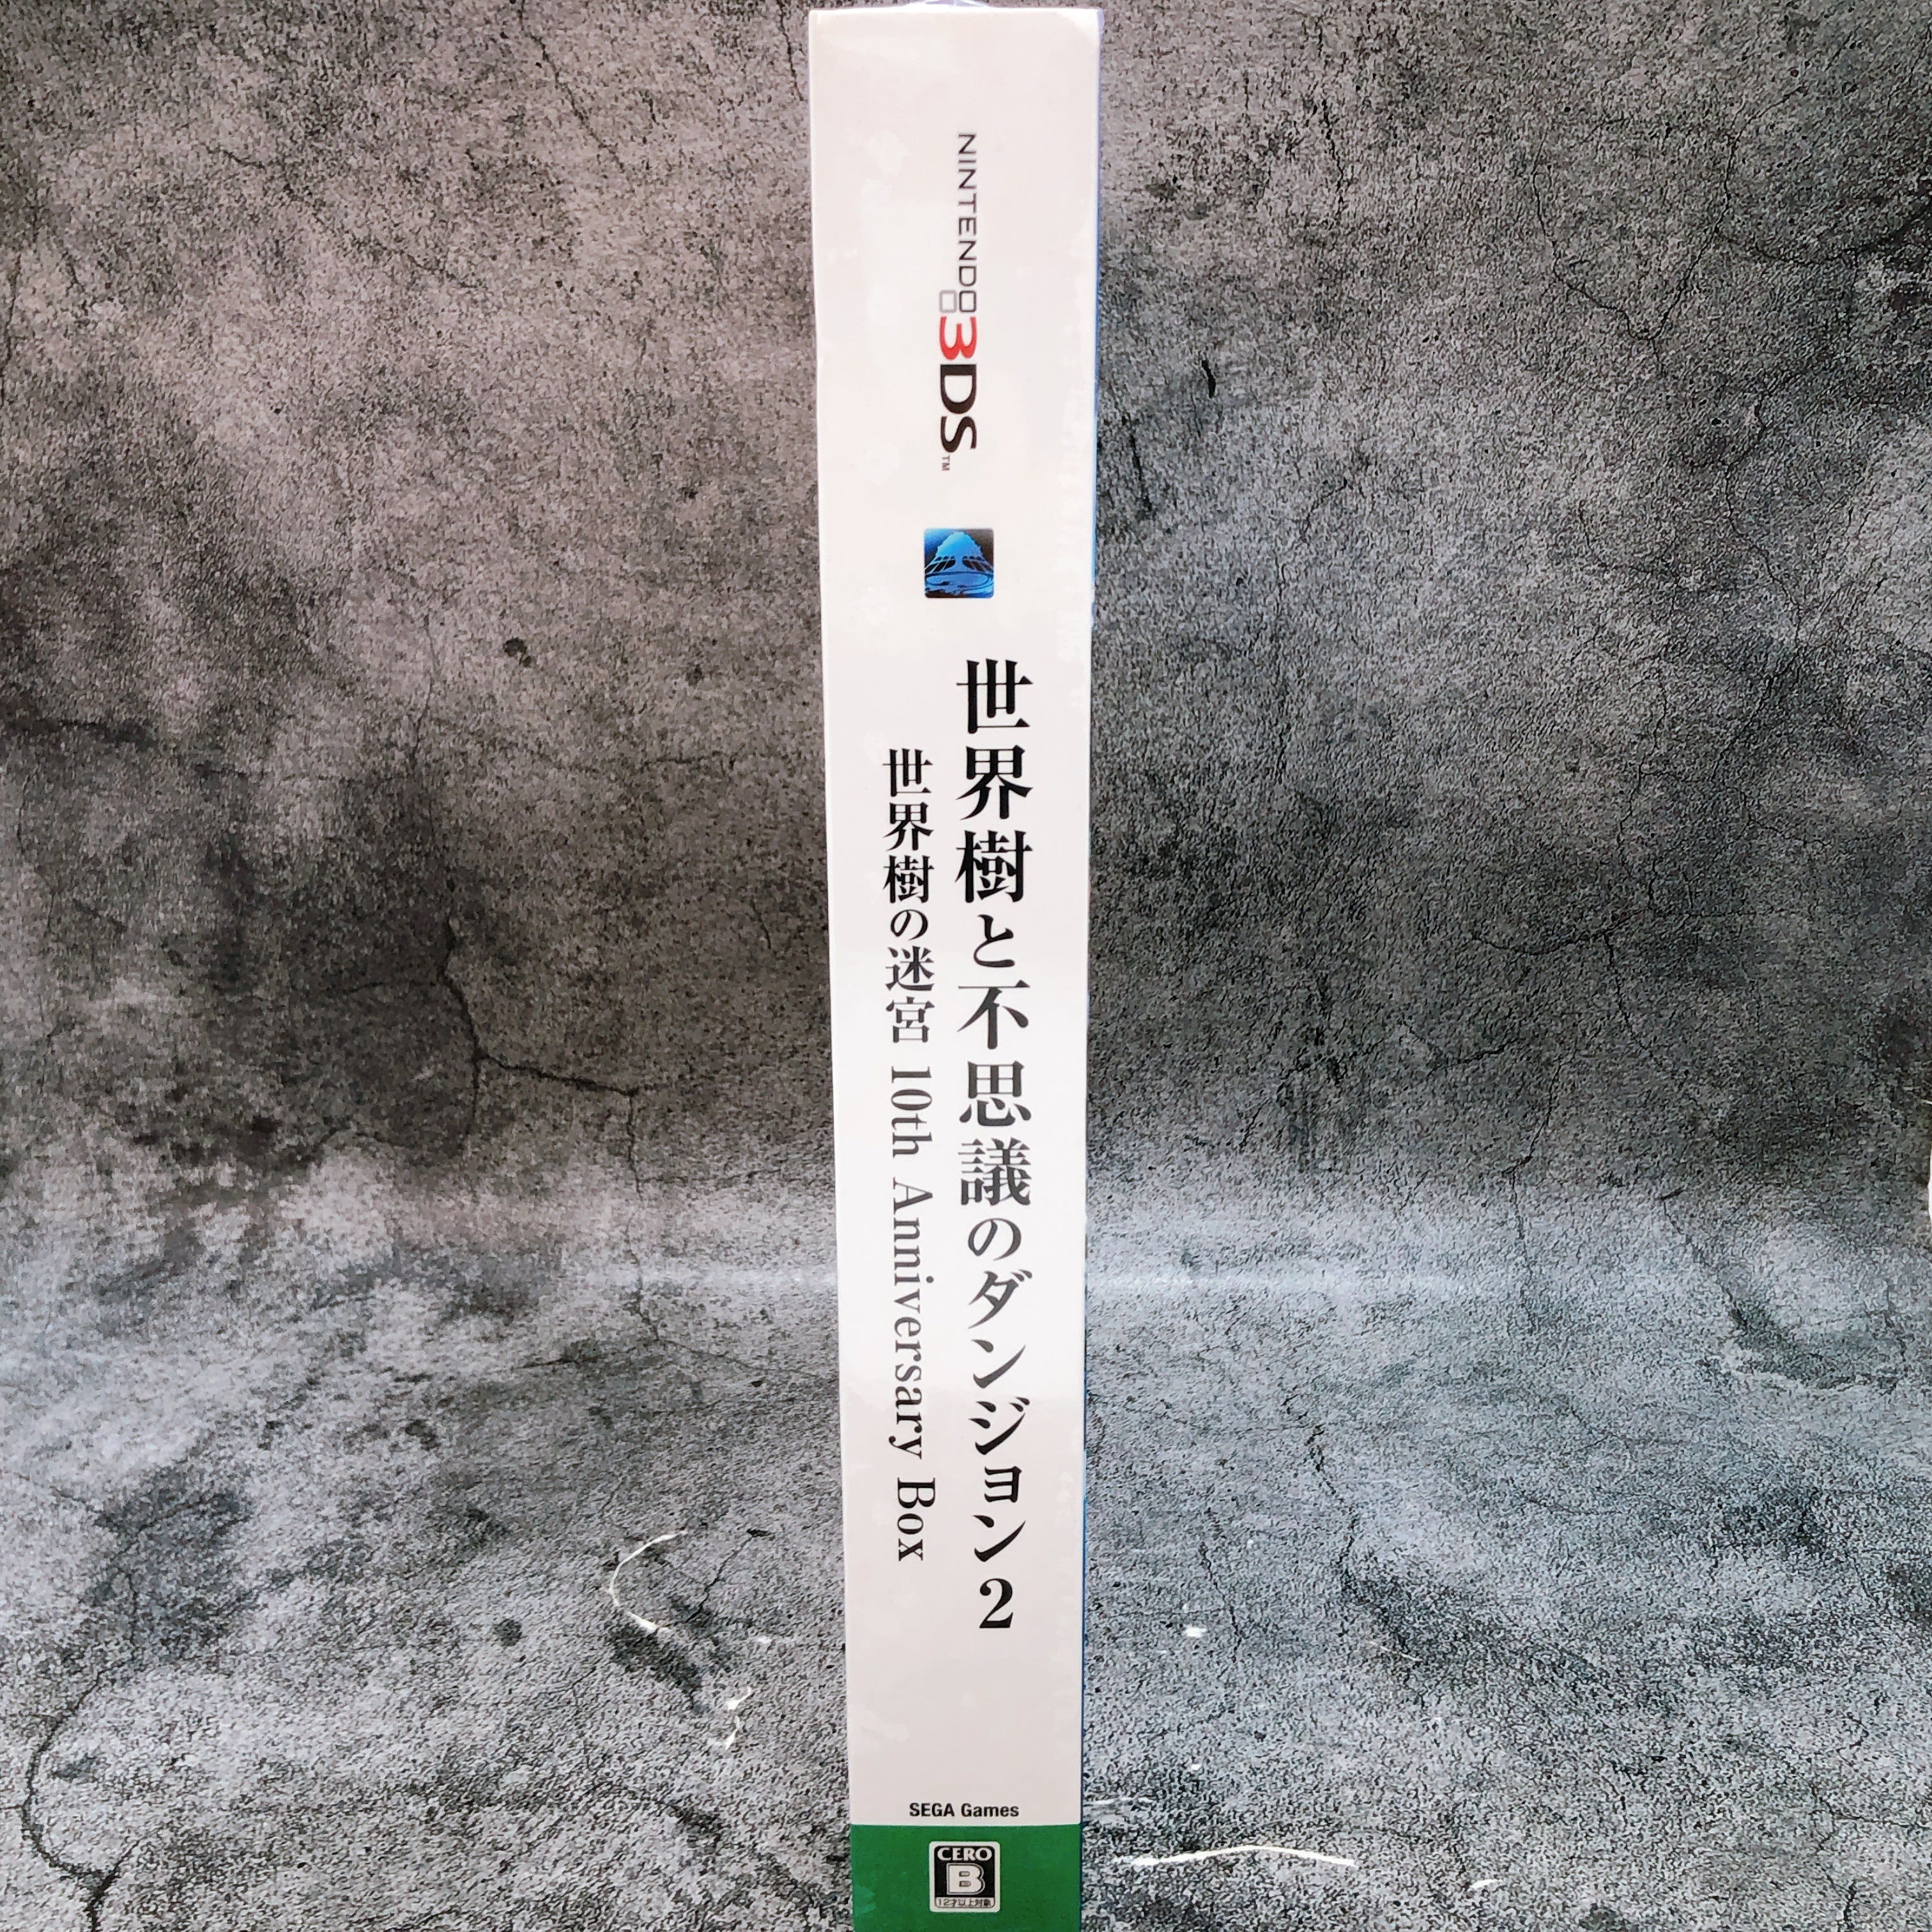 NINTENDO 3DS™
世界樹と不思議のダンジョン2
世界樹の迷宮 10th Anniversary Box
SEGA Games
CERO
B
12才以上対象